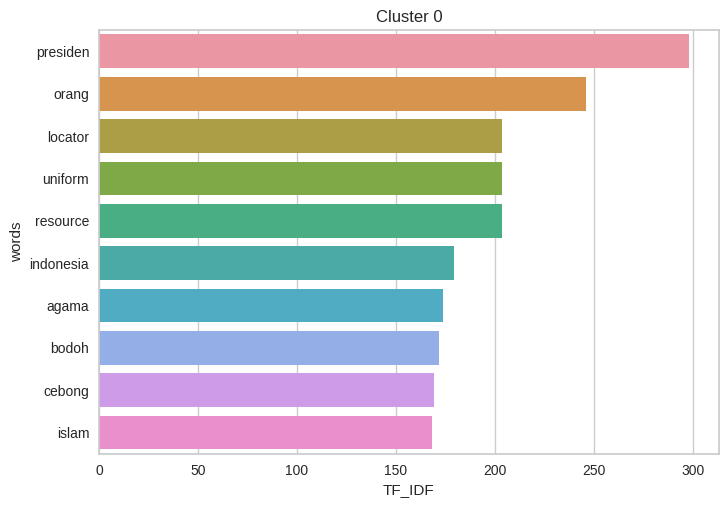 Cluster 0
words
presiden
orang
locator
uniform
resource
indonesia
agama
bodoh
cebong
islam
0 50 100 150 200 250 300
TF_IDF